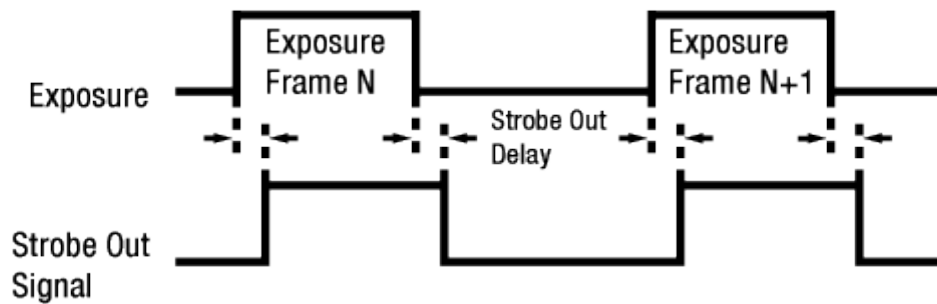 Exposure
Frame N
Exposure
Frame N+1
Exposure
Strobe Out
Delay
Strobe Out
Signal